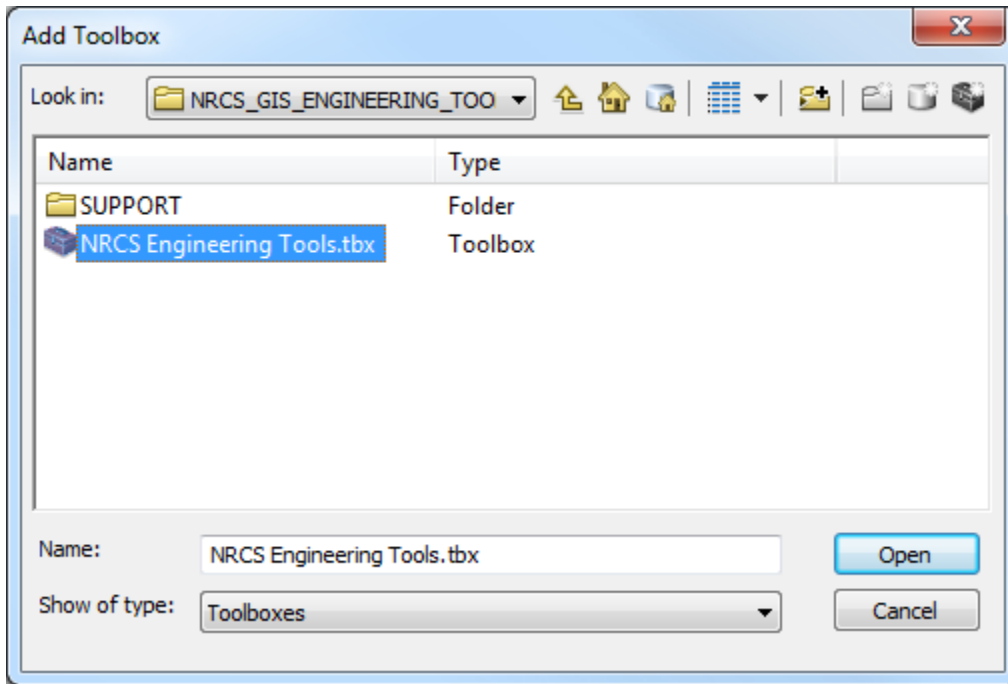 Add Toolbox
Look in: NRCS_GIS_ENGINEERING_TOO
Name Type
SUPPORT Folder
NRCS Engineering Tools.tbx Toolbox
Name: NRCS Engineering Tools.tbx Open
Show of type: Toolboxes Cancel